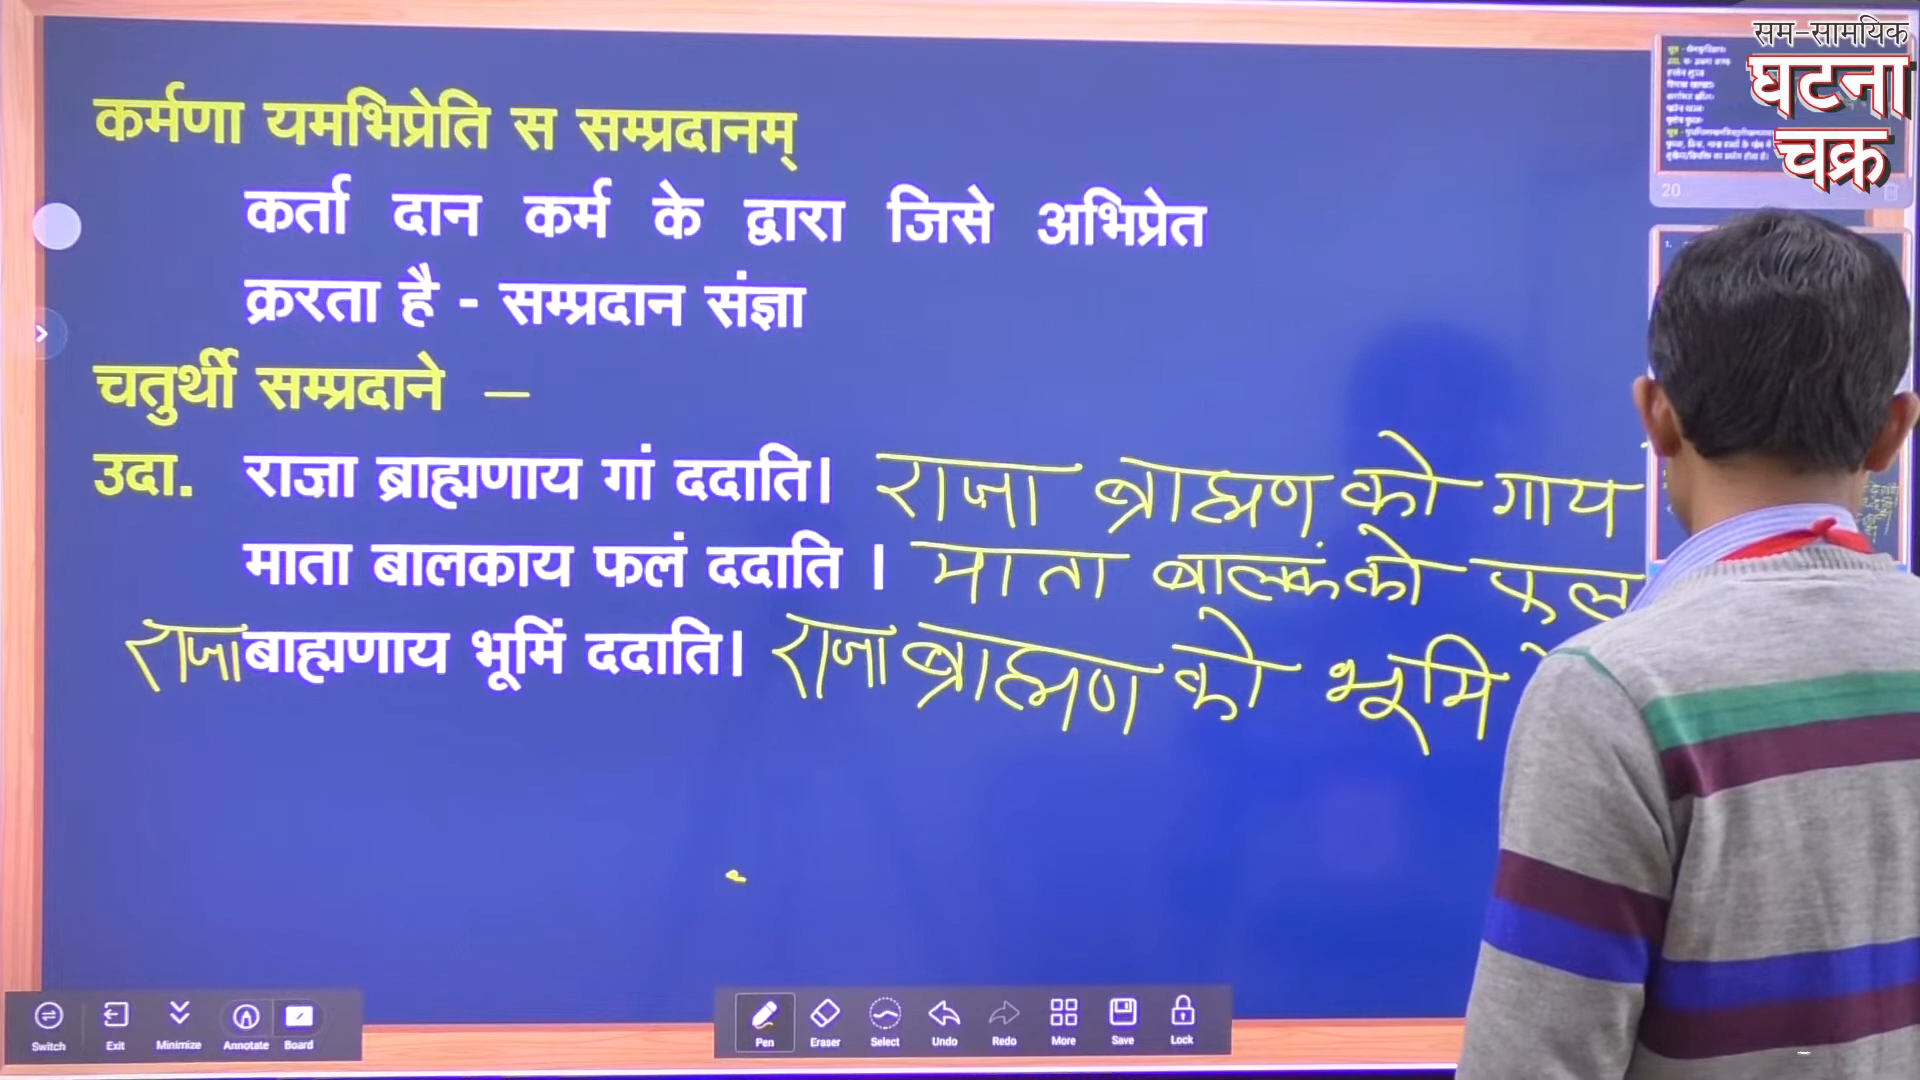 सम-सामयिक
घटना
चक्र
कर्मणा यमभिप्रेति स सम्प्रदानम्
कर्ता दान कर्म के द्वारा जिसे अभिप्रेत
क्ररता है - सम्प्रदान संज्ञा
चतुर्थी सम्प्रदाने –
उदा. राजा ब्राह्मणाय गां ददाति। राजा ब्राह्मण को गाय
माता बालकाय फलं ददाति । माता बालक को फल
राजा बाह्मणाय भूमिं ददाति। राजा ब्राह्मण को भूमि
20
Switch Exit Minimize Annotate Board
Pen Eraser Select Undo Redo More Save Lock